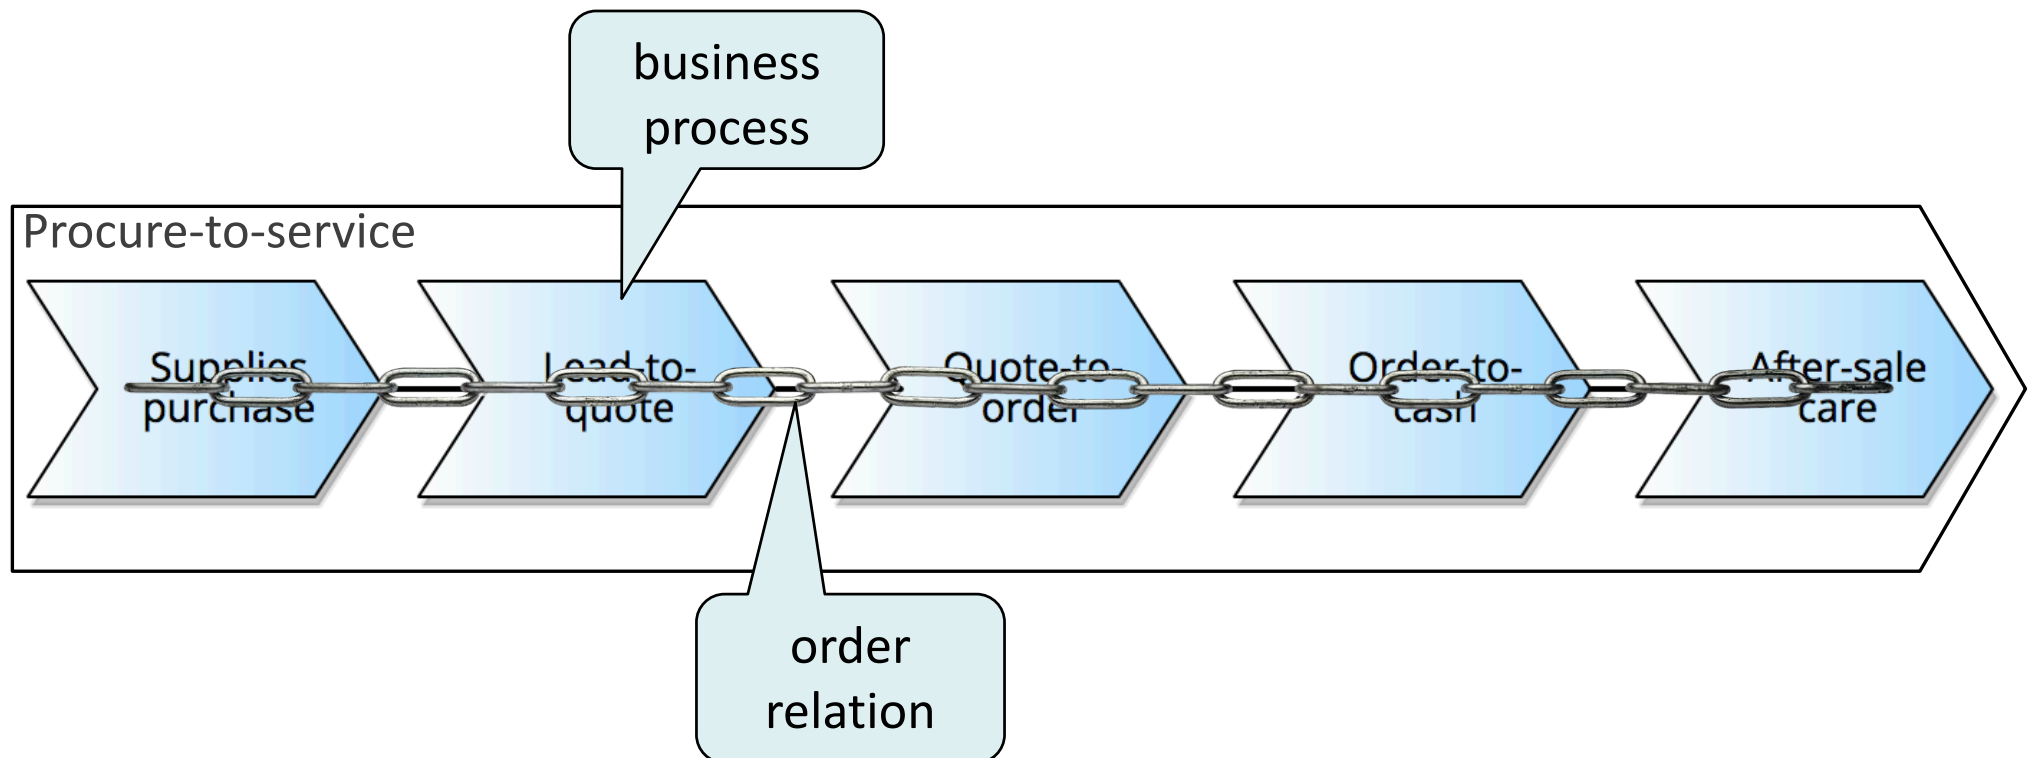 business
process
Procure-to-service
Supplies
purchase
Lead-to-
quote
Quote-to-
order
Order-to-
cash
After-sale
care
order
relation